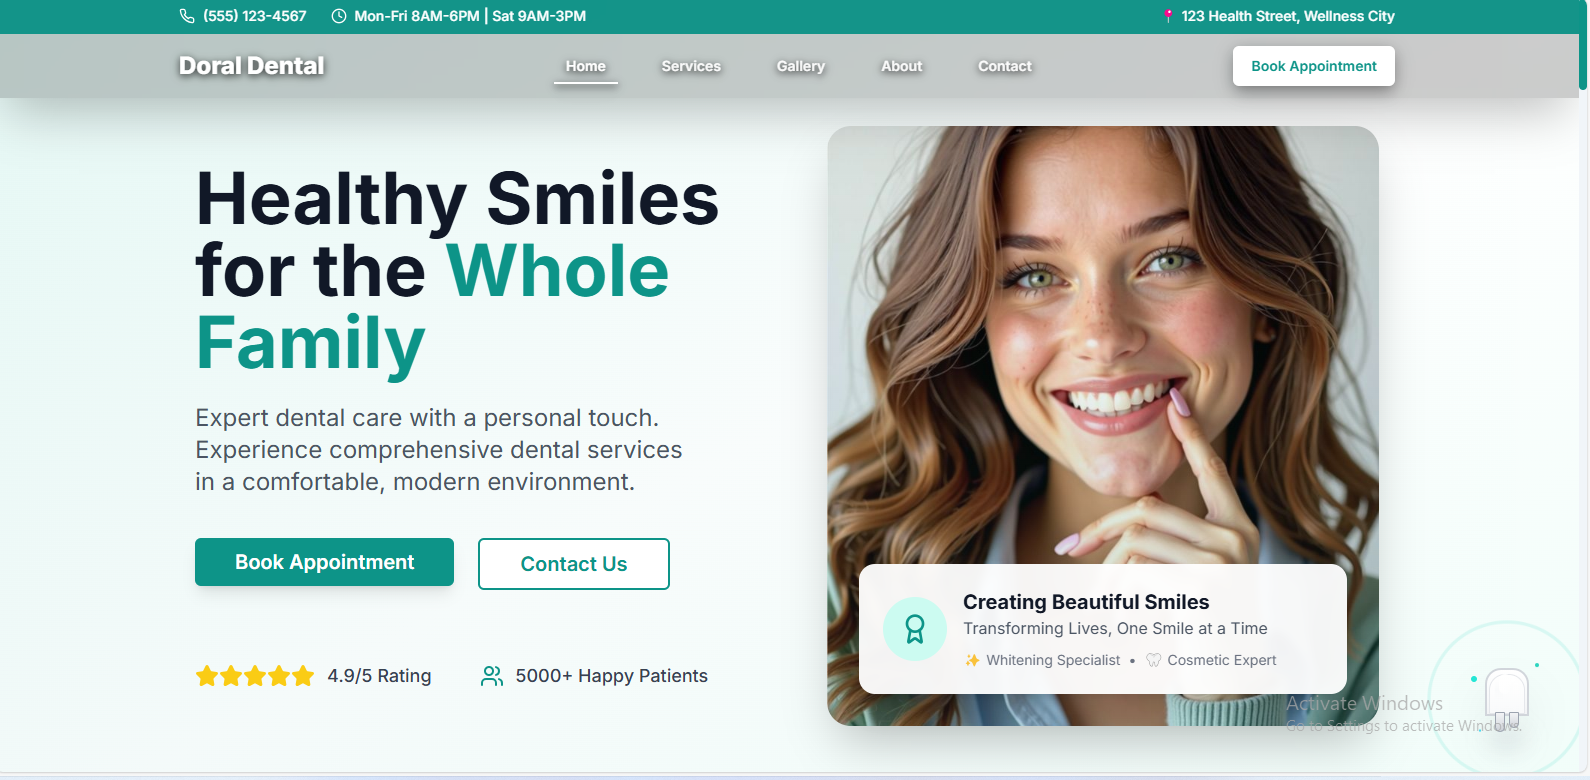 (555) 123-4567
Mon-Fri 8AM-6PM | Sat 9AM-3PM
123 Health Street, Wellness City
Doral Dental
Home
Services
Gallery
About
Contact
Book Appointment
Healthy Smiles
for the Whole
Family
Expert dental care with a personal touch.
Experience comprehensive dental services
in a comfortable, modern environment.
Book Appointment
Contact Us
4.9/5 Rating
5000+ Happy Patients
Creating Beautiful Smiles
Transforming Lives, One Smile at a Time
✨ Whitening Specialist • 🦷 Cosmetic Expert
Activate Windows
Go to Settings to activate Windows.